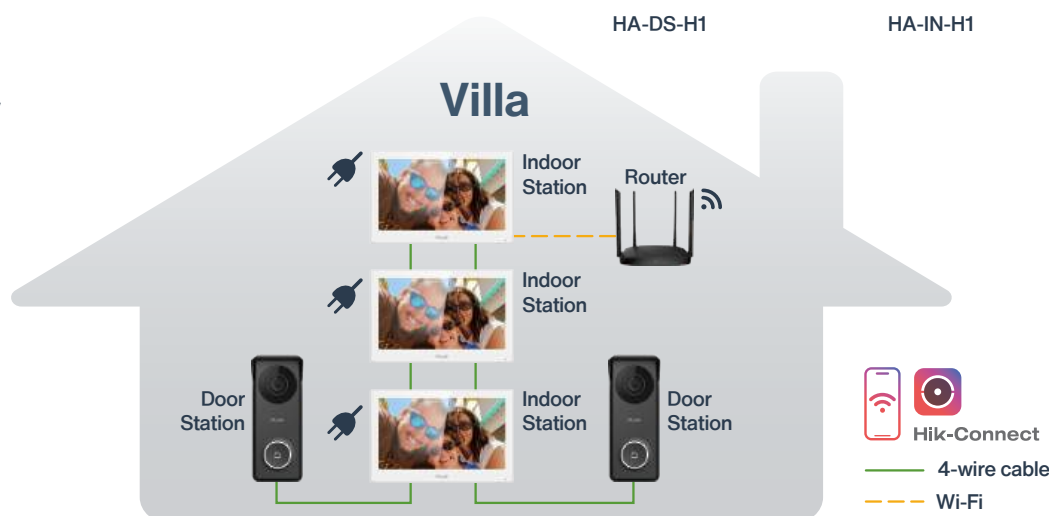 HA-DS-H1
HA-IN-H1
Villa
Indoor
Station
Router
Indoor
Station
Door
Station
Indoor
Station
Door
Station
Hik-Connect
4-wire cable
Wi-Fi